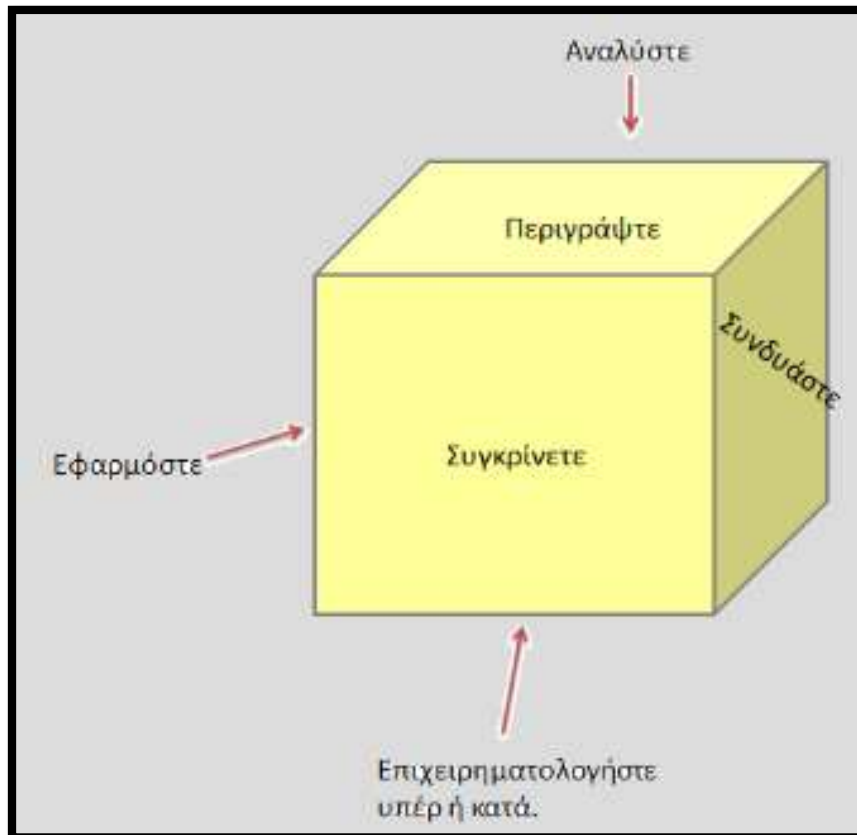 Αναλύστε
Περιγράψτε
Συνδυάστε
Συγκρίνετε
Εφαρμόστε
Επιχειρηματολογήστε
υπέρ ή κατά.